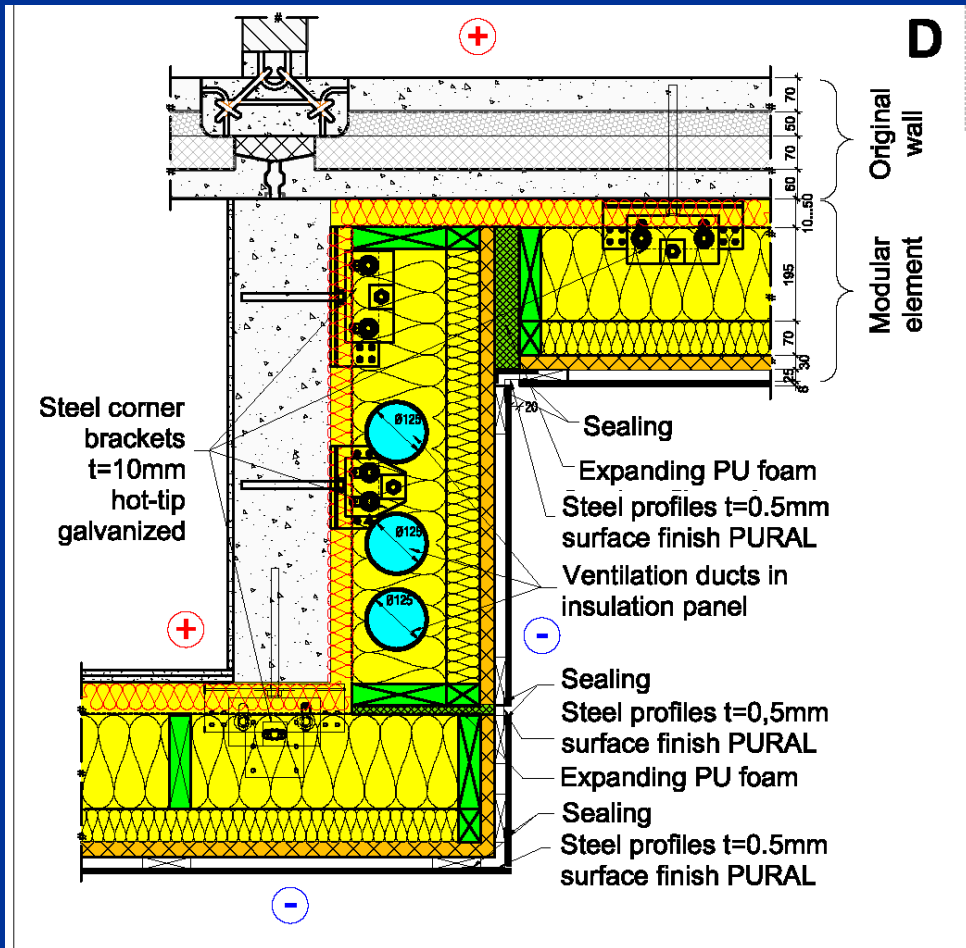 D
+
70
50
70
60
10...50
195
70
30
25
8
Original
wall
Modular
element
20
Steel corner
brackets
t=10mm
hot-tip
galvanized
Ø125
Ø125
Ø125
Sealing
Expanding PU foam
Steel profiles t=0.5mm
surface finish PURAL
Ventilation ducts in
insulation panel
+
-
Sealing
Steel profiles t=0,5mm
surface finish PURAL
Expanding PU foam
Sealing
Steel profiles t=0.5mm
surface finish PURAL
-